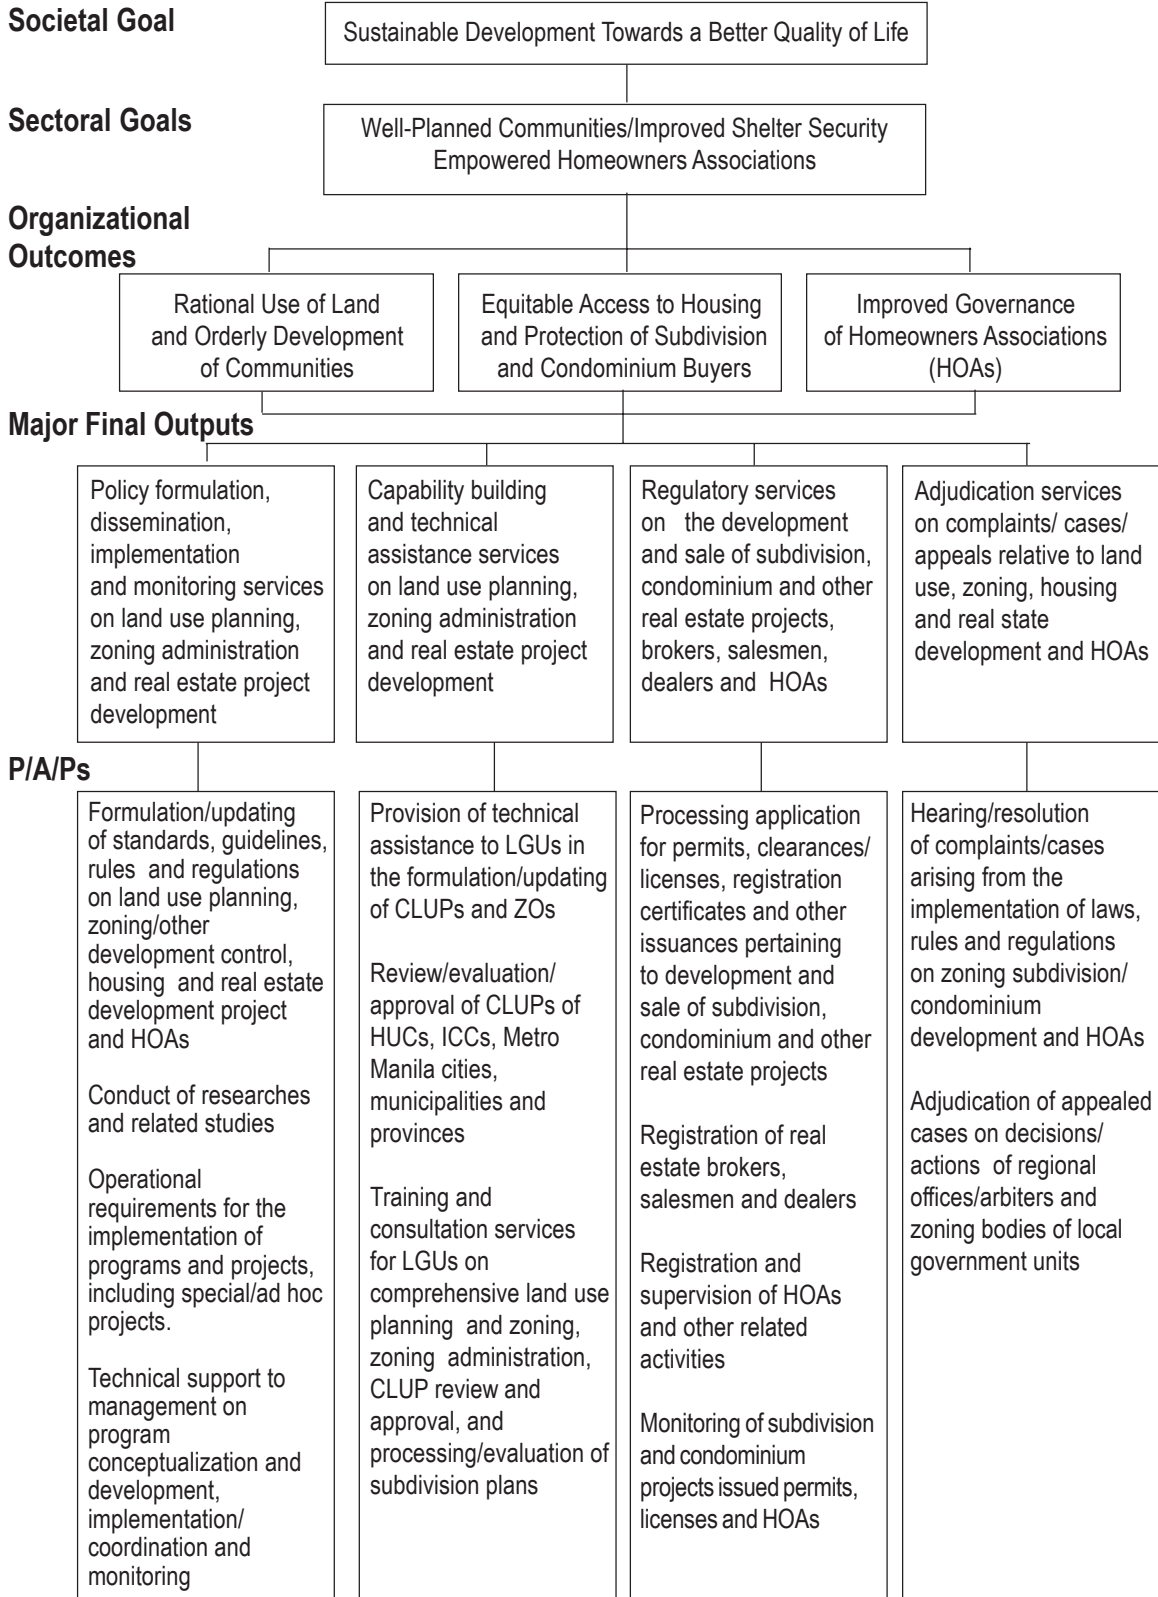 Societal Goal
Sustainable Development Towards a Better Quality of Life
Sectoral Goals
Well-Planned Communities/Improved Shelter Security
Empowered Homeowners Associations
Organizational
Outcomes
Rational Use of Land
and Orderly Development
of Communities
Equitable Access to Housing
and Protection of Subdivision
and Condominium Buyers
Improved Governance
of Homeowners Associations
(HOAs)
Major Final Outputs
Policy formulation,
dissemination,
implementation
and monitoring services
on land use planning,
zoning administration
and real estate project
development
Capability building
and technical
assistance services
on land use planning,
zoning administration
and real estate project
development
Regulatory services
on the development
and sale of subdivision,
condominium and other
real estate projects,
brokers, salesmen,
dealers and HOAs
Adjudication services
on complaints/ cases/
appeals relative to land
use, zoning, housing
and real state
development and HOAs
P/A/Ps
Formulation/updating
of standards, guidelines,
rules and regulations
on land use planning,
zoning/other
development control,
housing and real estate
development project
and HOAs
Conduct of researches
and related studies
Operational
requirements for the
implementation of
programs and projects,
including special/ad hoc
projects.
Technical support to
management on
program
conceptualization and
development,
implementation/
coordination and
monitoring
Provision of technical
assistance to LGUs in
the formulation/updating
of CLUPs and ZOs
Review/evaluation/
approval of CLUPs of
HUCs, ICCs, Metro
Manila cities,
municipalities and
provinces
Training and
consultation services
for LGUs on
comprehensive land use
planning and zoning,
zoning administration,
CLUP review and
approval, and
processing/evaluation of
subdivision plans
Processing application
for permits, clearances/
licenses, registration
certificates and other
issuances pertaining
to development and
sale of subdivision,
condominium and other
real estate projects
Registration of real
estate brokers,
salesmen and dealers
Registration and
supervision of HOAs
and other related
activities
Monitoring of subdivision
and condominium
projects issued permits,
licenses and HOAs
Hearing/resolution
of complaints/cases
arising from the
implementation of laws,
rules and regulations
on zoning subdivision/
condominium
development and HOAs
Adjudication of appealed
cases on decisions/
actions of regional
offices/arbiters and
zoning bodies of local
government units